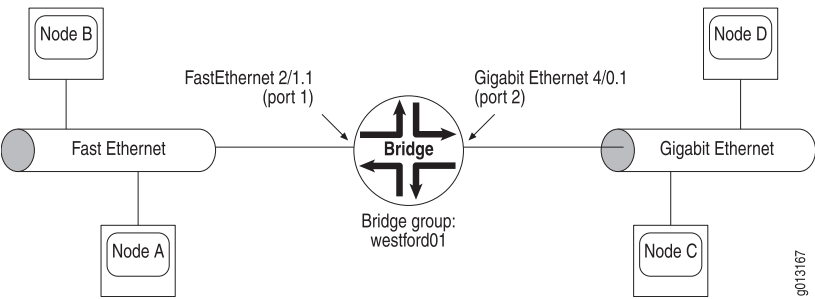 Node B
Node D
FastEthernet 2/1.1
(port 1)
Gigabit Ethernet 4/0.1
(port 2)
Fast Ethernet
Bridge
Gigabit Ethernet
Bridge group:
westford01
Node A
Node C
g013167